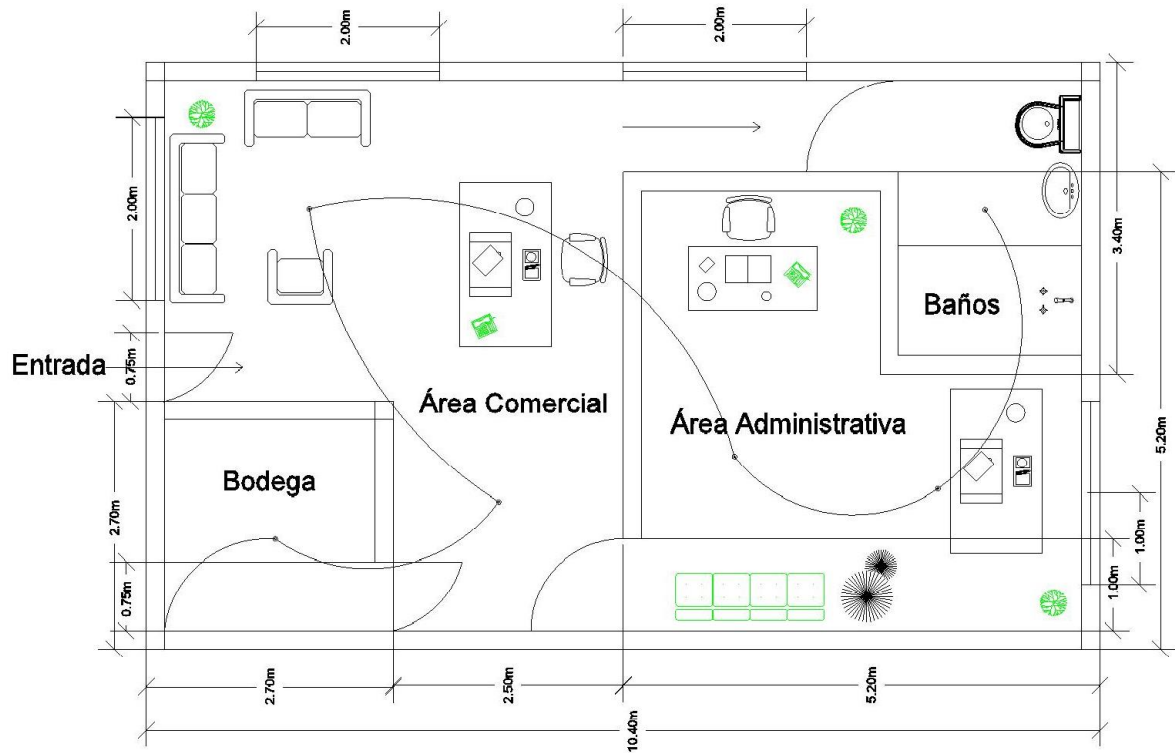 2.00m
2.00m
2.00m
3.40m
Baños
0.75m
Entrada
Área Comercial
Área Administrativa
5.20m
Bodega
2.70m
1.00m
1.00m
0.75m
2.70m
2.50m
5.20m
10.40m